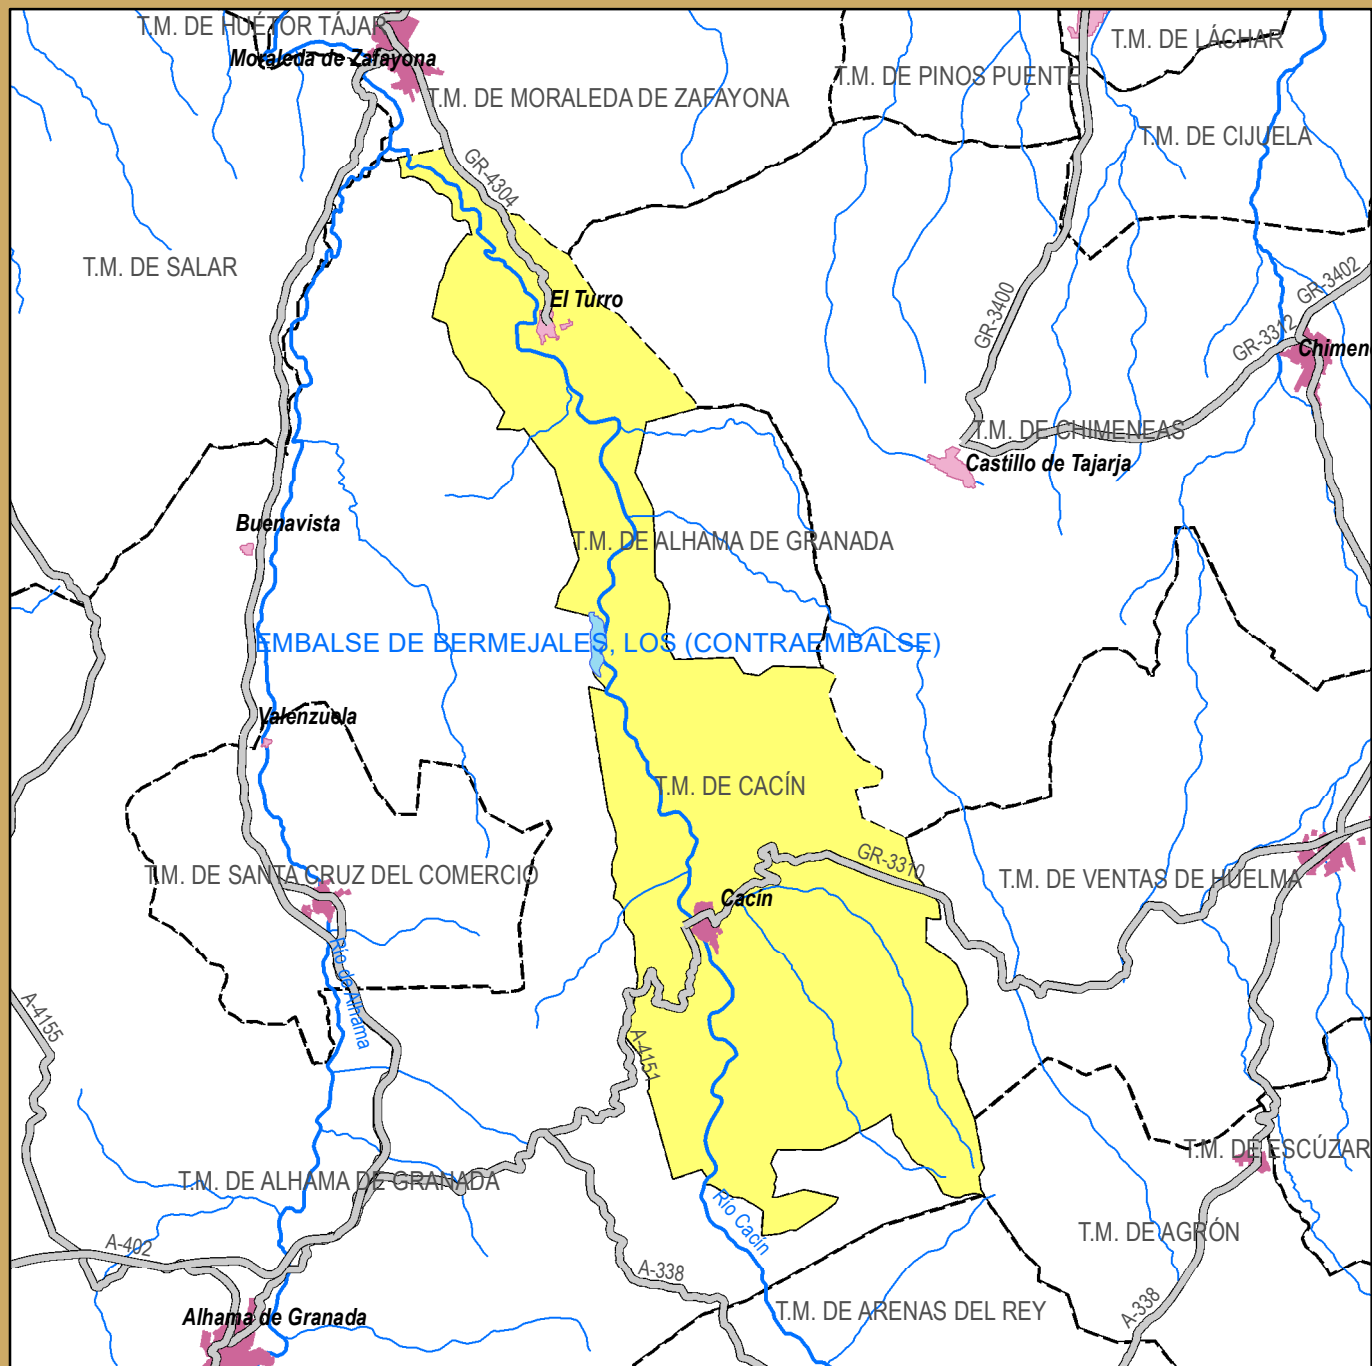 T.M. DE HUÉTOR TÁJAR
Moraleda de Zafayona
T.M. DE MORALEDA DE ZAFAYONA
T.M. DE PINOS PUENTE
T.M. DE LÁCHAR
T.M. DE CIJUELA
GR-4304
T.M. DE SALAR
El Turro
GR-3400
GR-3402
GR-3312
Chimen
T.M. DE CHIMENEAS
Castillo de Tajarja
Buenavista
T.M. DE ALHAMA DE GRANADA
EMBALSE DE BERMEJALES, LOS (CONTRAEMBALSE)
Valenzuela
T.M. DE CACÍN
T.M. DE SANTA CRUZ DEL COMERCIO
GR-3310
T.M. DE VENTAS DE HUELMA
Cacín
Río de Alhama
A-4155
A-4151
T.M. DE ESCÚZAR
T.M. DE ALHAMA DE GRANADA
Río Cacín
T.M. DE AGRÓN
A-402
A-338
A-338
T.M. DE ARENAS DEL REY
Alhama de Granada